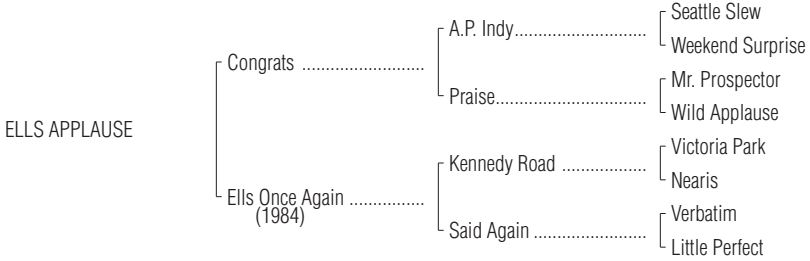 Seattle Slew
A.P. Indy..............................
Weekend Surprise
Congrats ..........................
Mr. Prospector
Praise..................................
Wild Applause
ELLS APPLAUSE
Victoria Park
Kennedy Road ...................
Nearis
Ells Once Again ................
(1984)
Verbatim
Said Again .........................
Little Perfect